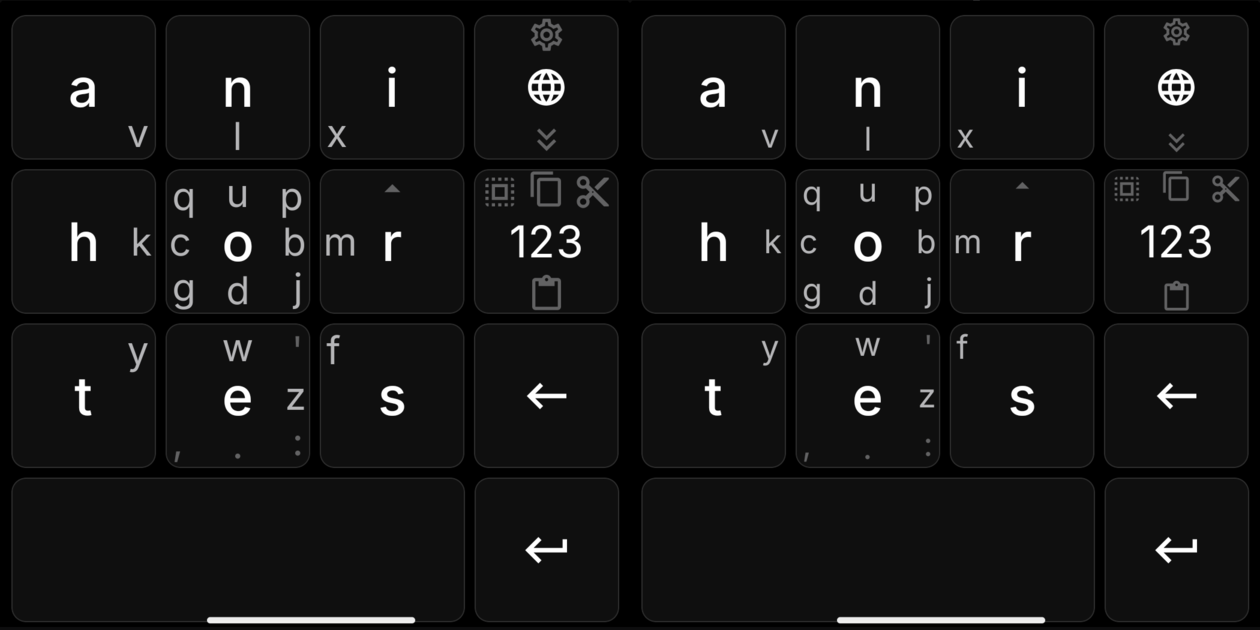 a n i a n i
v l x v l x
q u p q u p
h k c o b m r 123 h k c o b m r 123
g d j g d j
y w ' f y w ' f
t e z s t e z s
, . : , . :